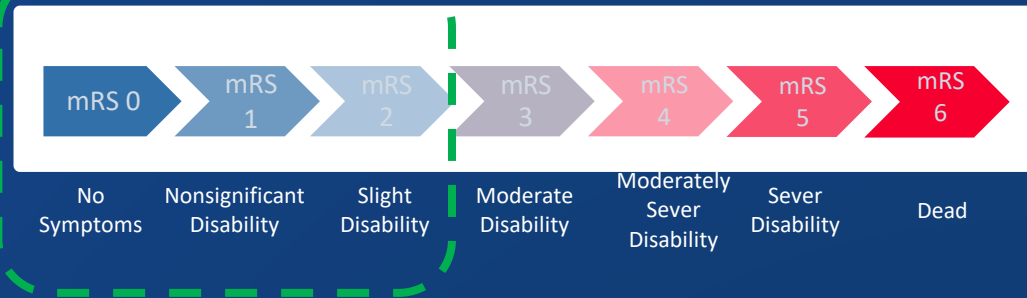 mRS 0
mRS
1
mRS
2
mRS
3
mRS
4
mRS
5
mRS
6
No
Symptoms
Nonsignificant
Disability
Slight
Disability
Moderate
Disability
Moderately
Sever
Disability
Sever
Disability
Dead